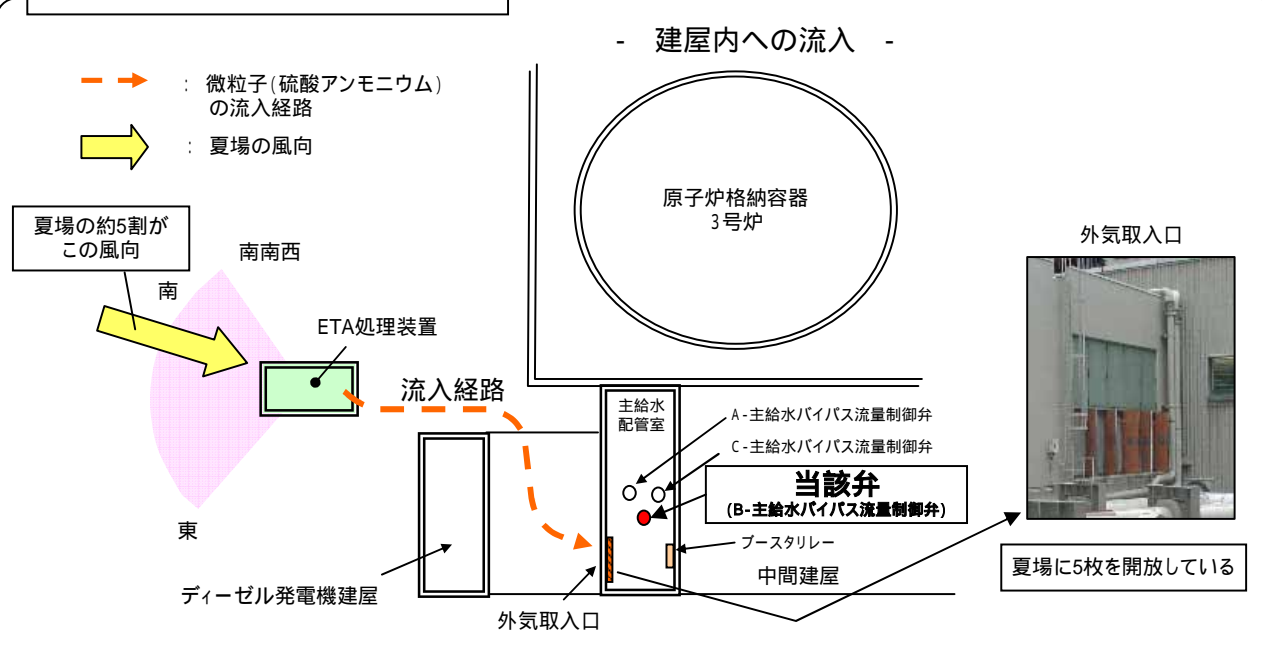 - 建屋内への流入 -
： 微粒子(硫酸アンモニウム)
の流入経路
： 夏場の風向
夏場の約5割が
この風向
南南西
南
東
ETA処理装置
流入経路
原子炉格納容器
3号炉
外気取入口
主給水
配管室
A-主給水バイパス流量制御弁
C-主給水バイパス流量制御弁
当該弁
(B-主給水バイパス流量制御弁)
ブースタリレー
中間建屋
ディーゼル発電機建屋
外気取入口
夏場に5枚を開放している